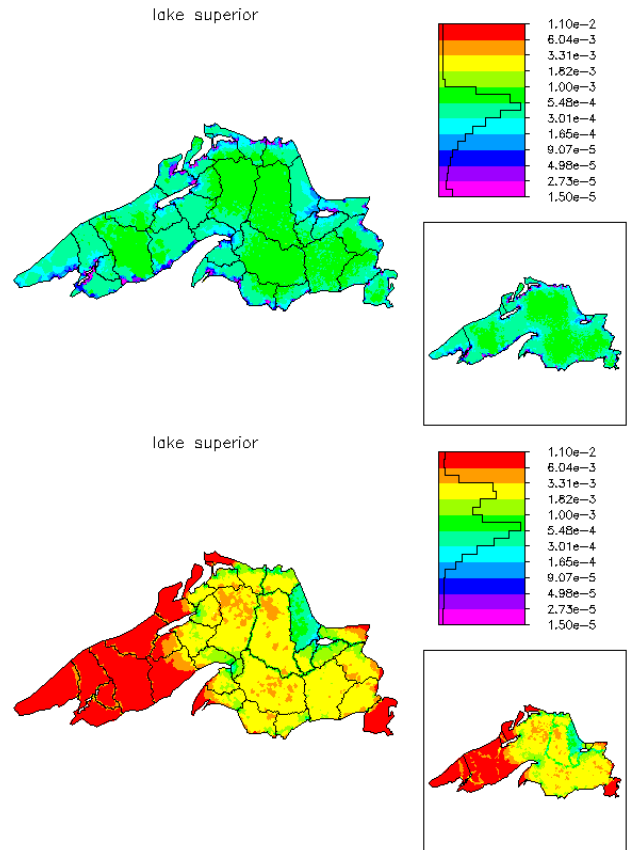 lake superior
1.10e-2
6.04e-3
3.31e-3
1.82e-3
1.00e-3
5.48e-4
3.01e-4
1.65e-4
9.07e-5
4.98e-5
2.73e-5
1.50e-5
lake superior
1.10e-2
6.04e-3
3.31e-3
1.82e-3
1.00e-3
5.48e-4
3.01e-4
1.65e-4
9.07e-5
4.98e-5
2.73e-5
1.50e-5